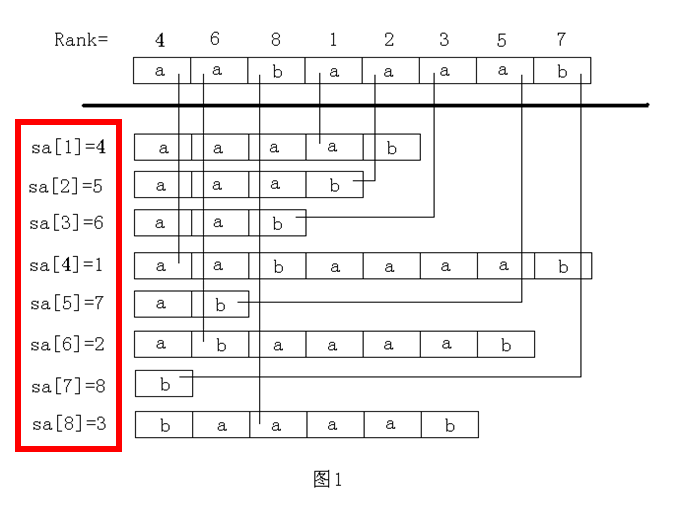 Rank= 4 6 8 1 2 3 5 7
a a b a a a a b
sa[1]=4 a a a a b
sa[2]=5 a a a b
sa[3]=6 a a b
sa[4]=1 a a b a a a a b
sa[5]=7 a b
sa[6]=2 a b a a a a b
sa[7]=8 b
sa[8]=3 b a a a a b
图1